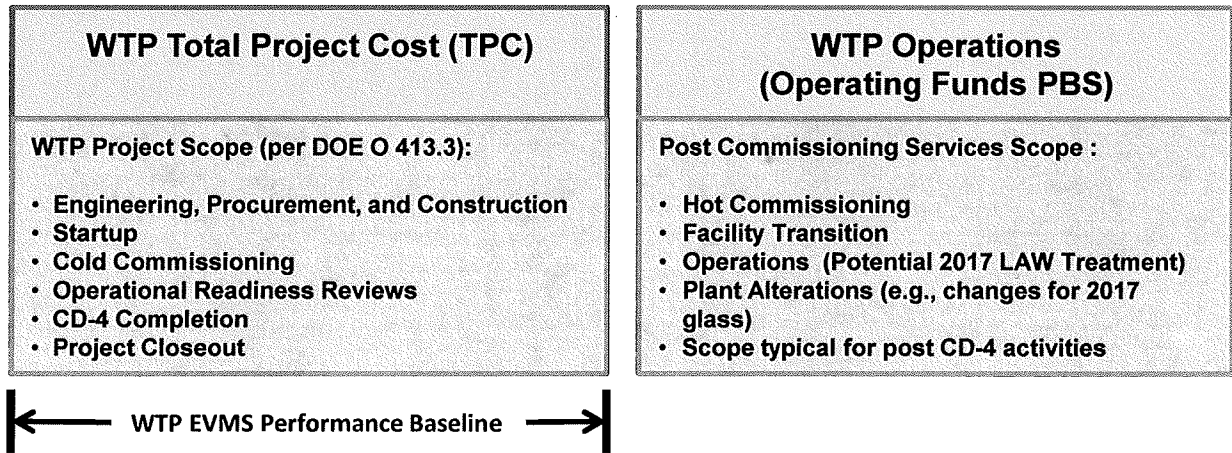 WTP Total Project Cost (TPC)
WTP Project Scope (per DOE O 413.3):
• Engineering, Procurement, and Construction
• Startup
• Cold Commissioning
• Operational Readiness Reviews
• CD-4 Completion
• Project Closeout
WTP EVMS Performance Baseline
WTP Operations
(Operating Funds PBS)
Post Commissioning Services Scope :
• Hot Commissioning
• Facility Transition
• Operations (Potential 2017 LAW Treatment)
• Plant Alterations (e.g., changes for 2017
glass)
• Scope typical for post CD-4 activities